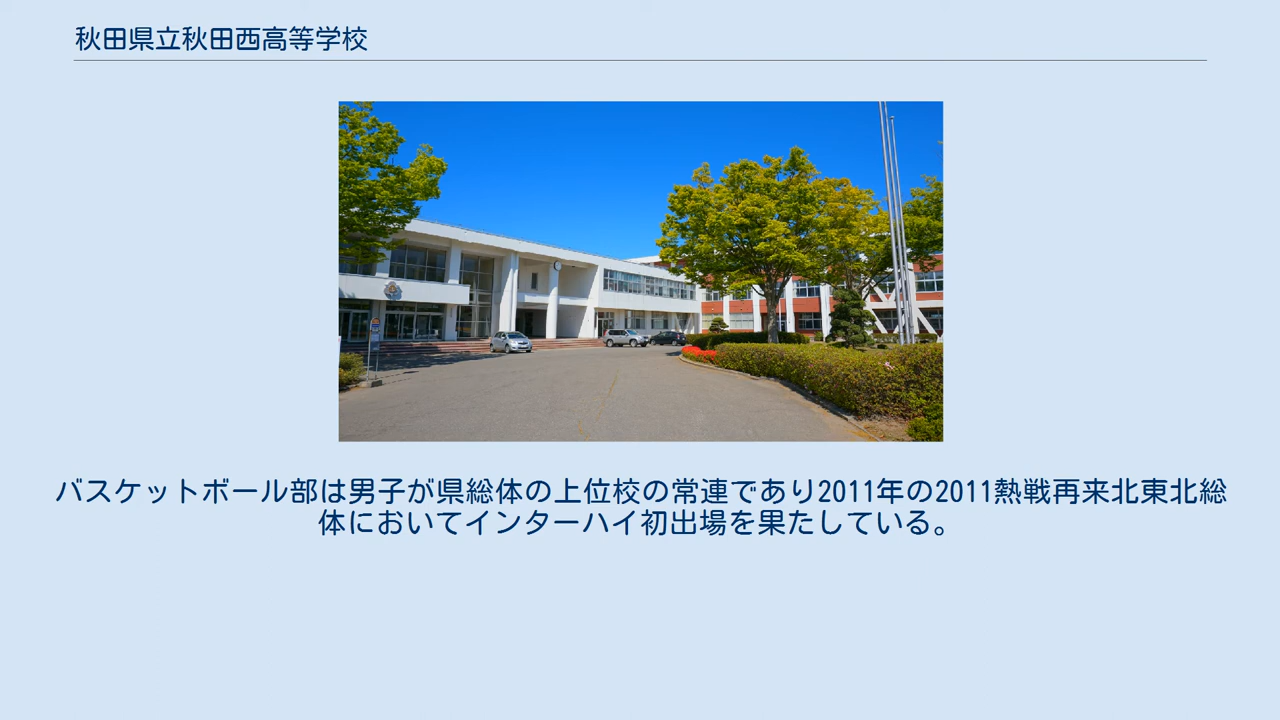 秋田県立秋田西高等学校
バスケットボール部は男子が県総体の上位校の常連であり2011年の2011熱戦再来北東北総
体においてインターハイ初出場を果たしている。